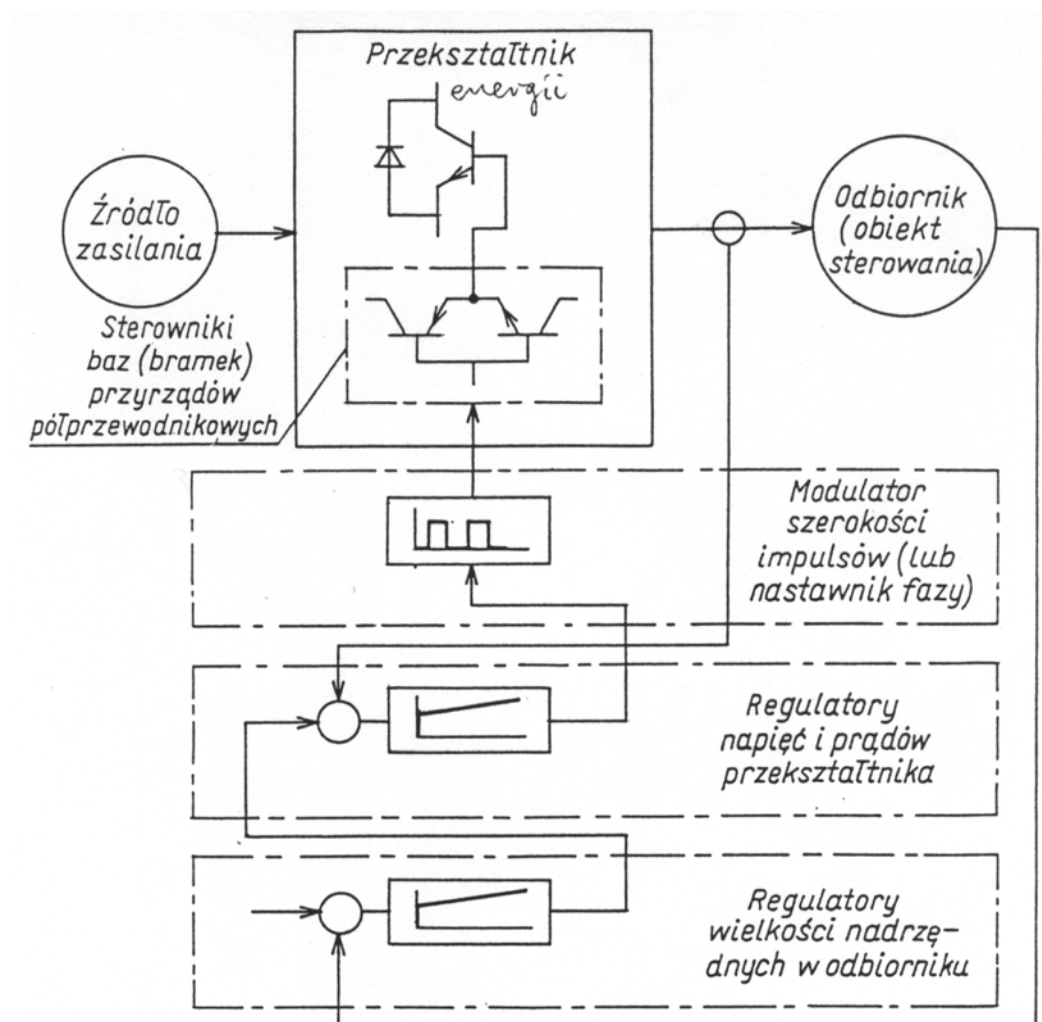 Przekształtnik
energii
Źródło
zasilania
Odbiornik
(obiekt
sterowania)
Sterowniki
baz (bramek)
przyrządów
półprzewodnikowych
Modulator
szerokości
impulsów (lub
nastawnik fazy)
Regulatory
napięć i prądów
przekształtnika
Regulatory
wielkości nadrzę-
dnych w odbiorniku